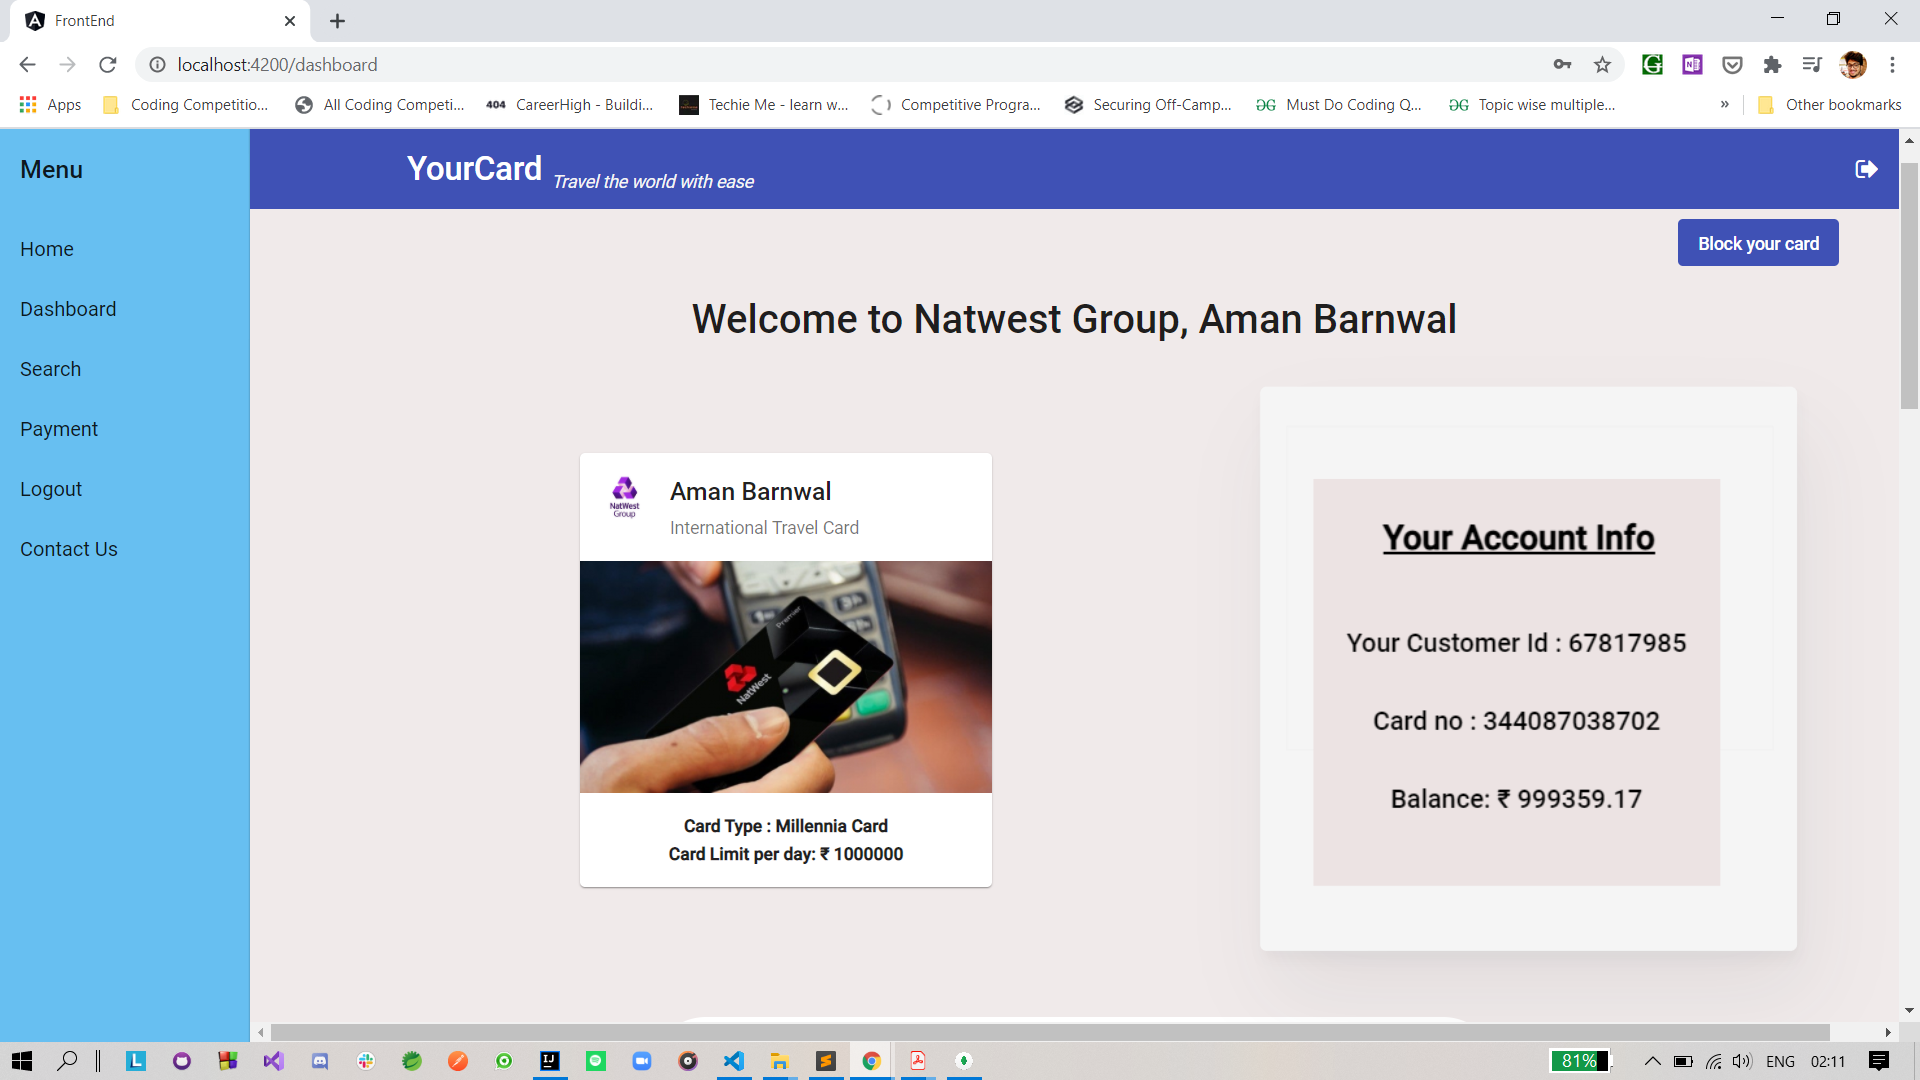 FrontEnd
localhost:4200/dashboard
Apps
Coding Competitio...
All Coding Competi...
404 CareerHigh - Buildi...
Techie Me - learn w...
Competitive Progra...
Securing Off-Camp...
Must Do Coding Q...
Topic wise multiple...
»
Other bookmarks
Menu
Home
Dashboard
Search
Payment
Logout
Contact Us
YourCard Travel the world with ease
Block your card
Welcome to Natwest Group, Aman Barnwal
NatWest
Group
Aman Barnwal
International Travel Card
Premier
NatWest
Card Type : Millennia Card
Card Limit per day: ₹ 1000000
Your Account Info
Your Customer Id : 67817985
Card no : 344087038702
Balance: ₹ 999359.17
81%
ENG
02:11